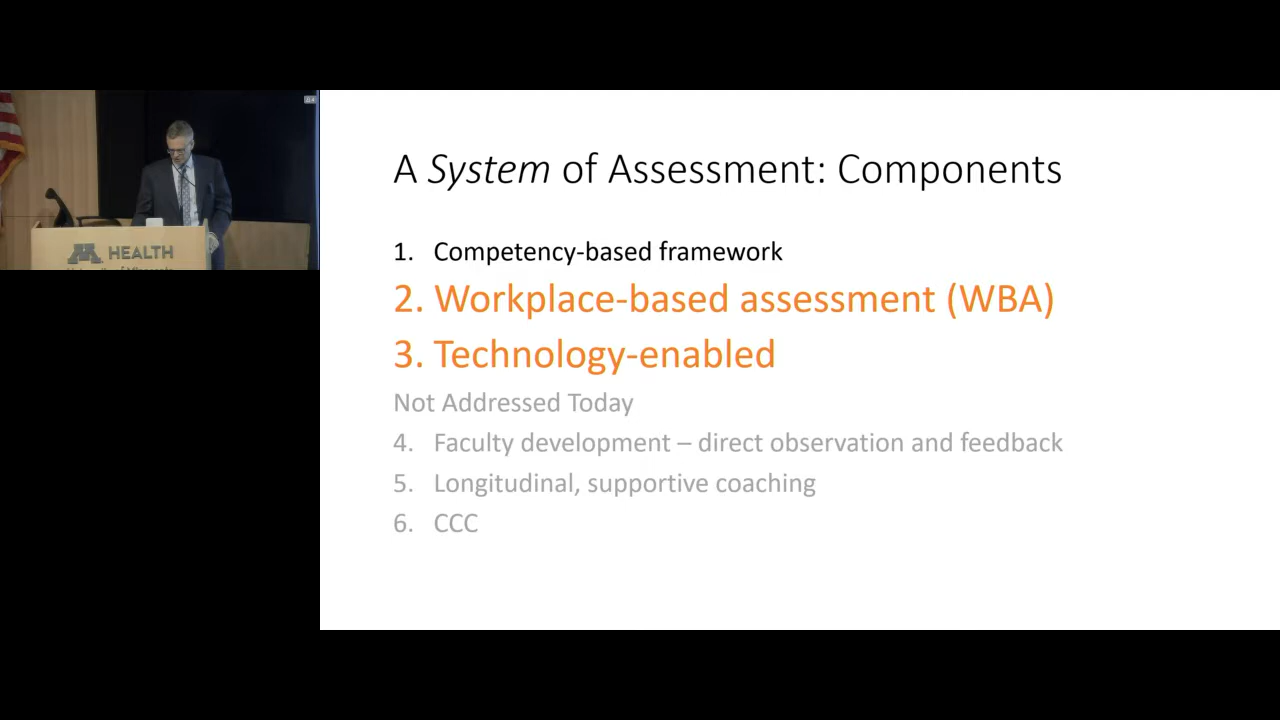 A System of Assessment: Components
1. Competency-based framework
2. Workplace-based assessment (WBA)
3. Technology-enabled
Not Addressed Today
4. Faculty development – direct observation and feedback
5. Longitudinal, supportive coaching
6. CCC
M HEALTH